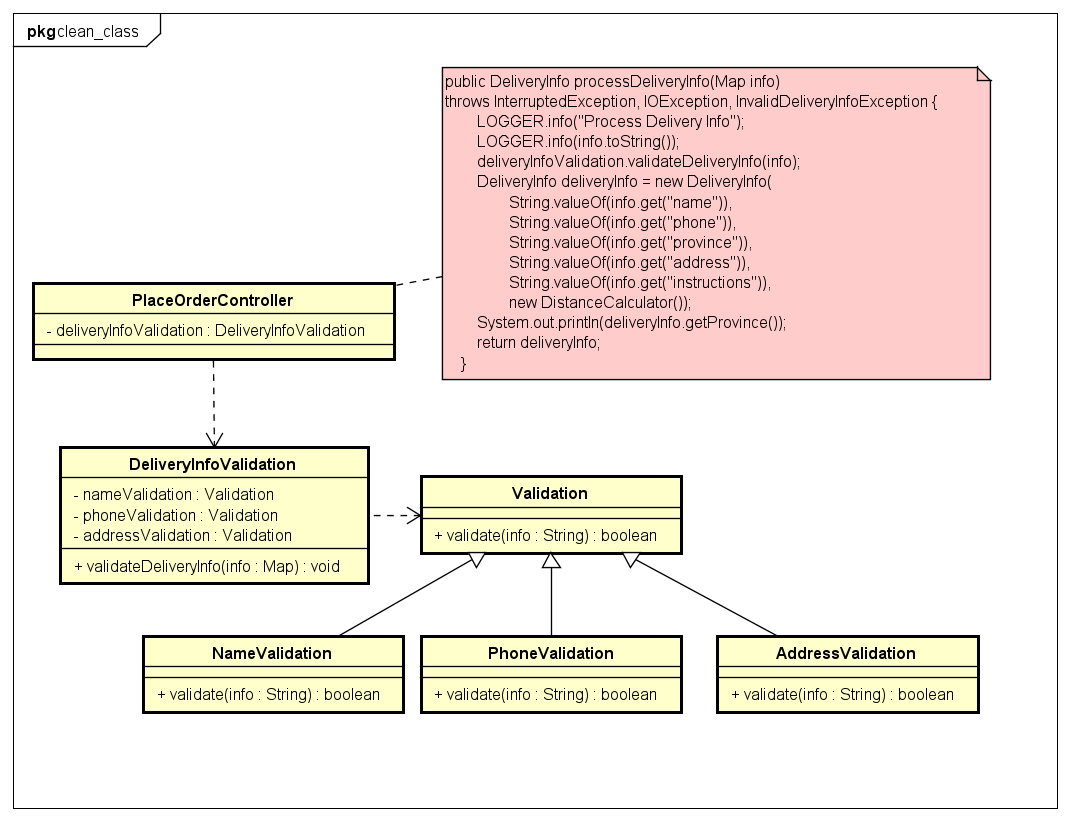 pkg clean_class
public DeliveryInfo processDeliveryInfo(Map info)
throws InterruptedException, IOException, InvalidDeliveryInfoException {
LOGGER.info("Process Delivery Info");
LOGGER.info(info.toString());
deliveryInfoValidation.validateDeliveryInfo(info);
DeliveryInfo deliveryInfo = new DeliveryInfo(
String.valueOf(info.get("name")),
String.valueOf(info.get("phone")),
String.valueOf(info.get("province")),
String.valueOf(info.get("address")),
String.valueOf(info.get("instructions")),
new DistanceCalculator());
System.out.println(deliveryInfo.getProvince());
return deliveryInfo;
}
PlaceOrderController
- deliveryInfoValidation : DeliveryInfoValidation
DeliveryInfoValidation
- nameValidation : Validation
- phoneValidation : Validation
- addressValidation : Validation
+ validateDeliveryInfo(info : Map) : void
Validation
+ validate(info : String) : boolean
NameValidation
+ validate(info : String) : boolean
PhoneValidation
+ validate(info : String) : boolean
AddressValidation
+ validate(info : String) : boolean